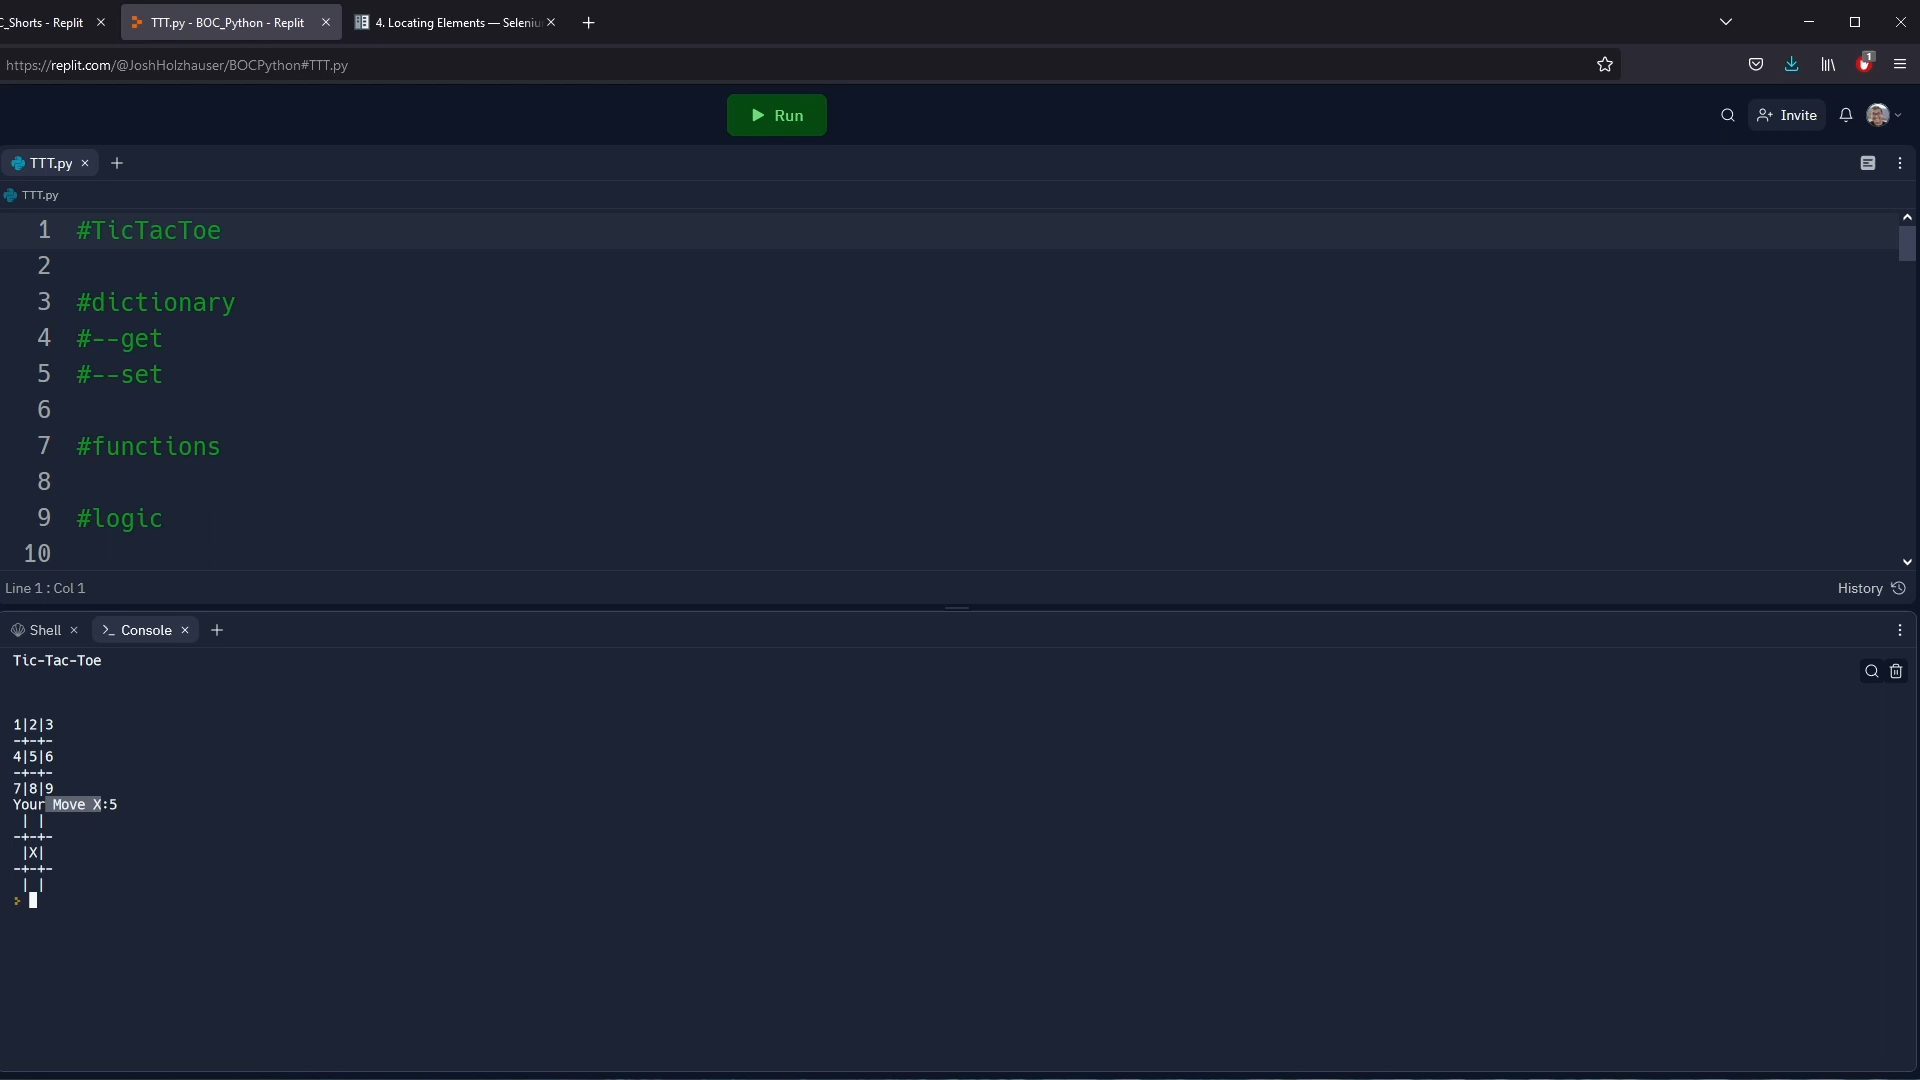 C_Shorts - Replit
TTT.py - BOC_Python - Replit
4. Locating Elements — Seleniu
https://replit.com/@JoshHolzhauser/BOCPython#TTT.py
1
Run
Invite
TTT.py
TTT.py
1 #TicTacToe
2
3 #dictionary
4 #--get
5 #--set
6
7 #functions
8
9 #logic
10
Line 1 : Col 1
History
Shell
Console
Tic-Tac-Toe
1|2|3
-+-+-
4|5|6
-+-+-
7|8|9
Your Move X:5
 | |
-+-+-
 |X|
-+-+-
 | |